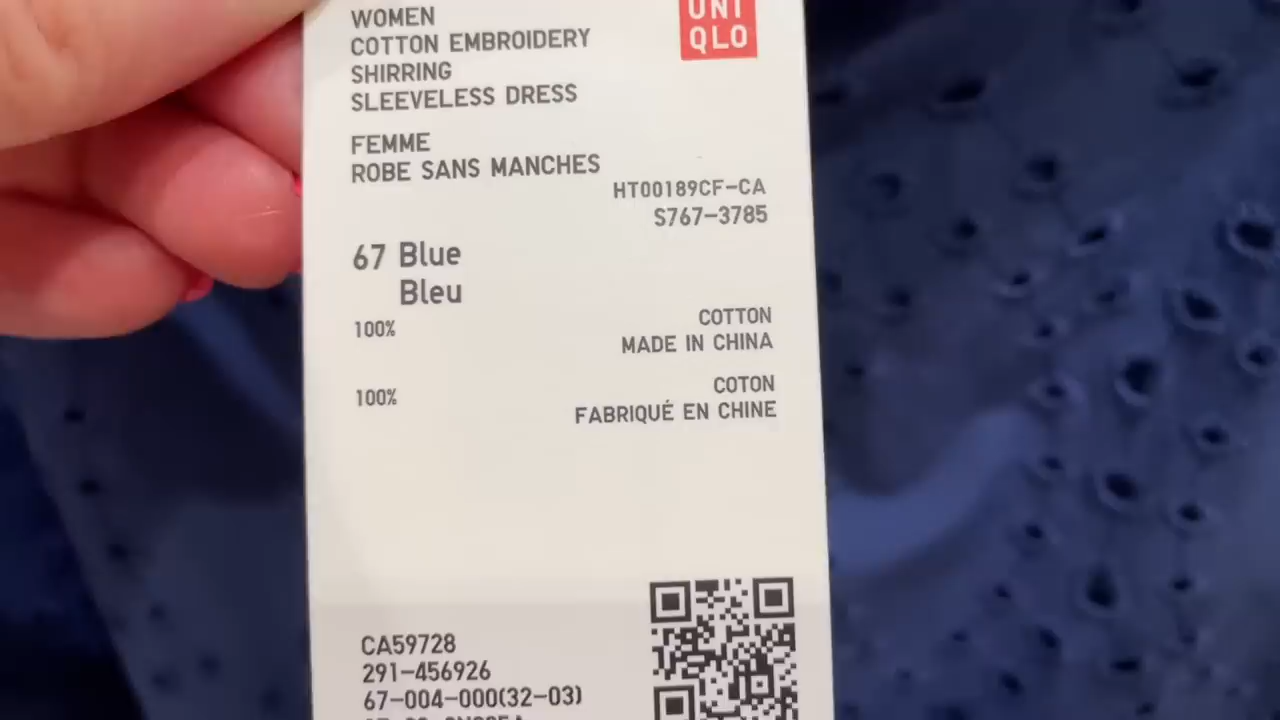 WOMEN
COTTON EMBROIDERY
SHIRRING
SLEEVELESS DRESS
UNI
QLO
FEMME
ROBE SANS MANCHES
HT00189CF-CA
S767-3785
67 Blue
Bleu
100% COTTON
MADE IN CHINA
100% COTON
FABRIQUÉ EN CHINE
CA59728
291-456926
67-004-000(32-03)